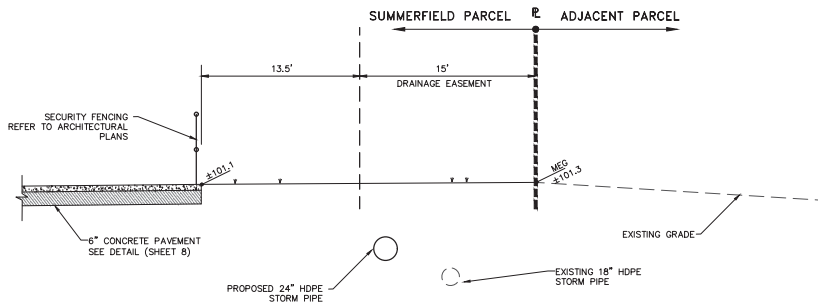 SUMMERFIELD PARCEL
PL
ADJACENT PARCEL
13.5'
15'
DRAINAGE EASEMENT
SECURITY FENCING
REFER TO ARCHITECTURAL
PLANS
±101.1
MEG
±101.3
6" CONCRETE PAVEMENT
SEE DETAIL (SHEET 8)
EXISTING GRADE
PROPOSED 24" HDPE
STORM PIPE
EXISTING 18" HDPE
STORM PIPE